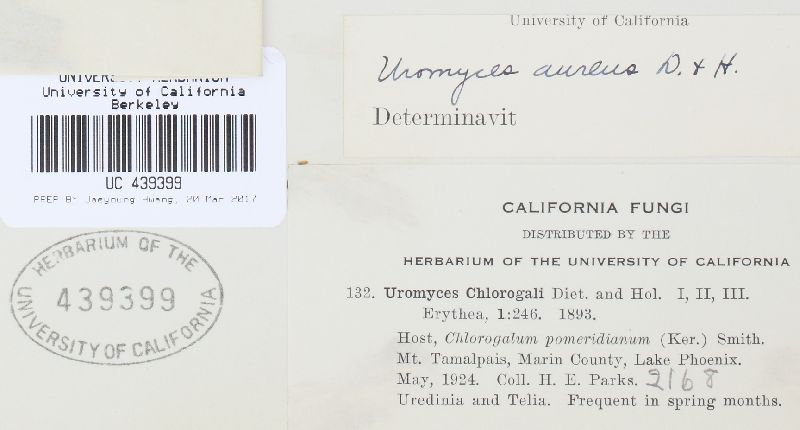 University of California
Uromyces aureus D. & H.
Determinavit
UNIVERSITY HERBARIUM
University of California
Berkeley
UC 439399
PREP BY Jaeyoung Hwang, 20 Mar 2017
HERBARIUM OF THE
439399
UNIVERSITY OF CALIFORNIA
CALIFORNIA FUNGI
DISTRIBUTED BY THE
HERBARIUM OF THE UNIVERSITY OF CALIFORNIA
132. Uromyces Chlorogali Diet. and Hol. I, II, III.
Erythea, 1:246. 1893.
Host, Chlorogalum pomeridianum (Ker.) Smith.
Mt. Tamalpais, Marin County, Lake Phoenix.
May, 1924. Coll. H. E. Parks. 2168
Uredinia and Telia. Frequent in spring months.